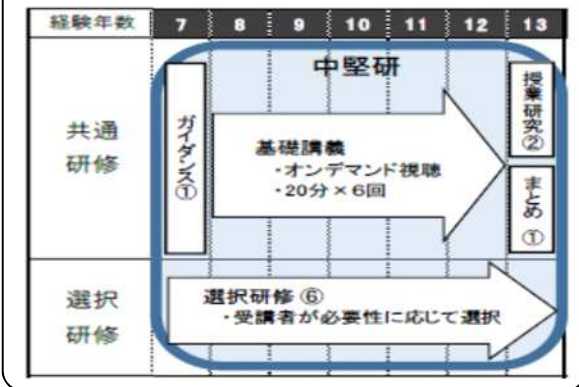 経験年数 7 8 9 10 11 12 13
中堅研
共通
研修
ガイダンス①
基礎講義
・オンデマンド視聴
・20分×6回
授業研究②
まとめ ①
選択
研修
選択研修 ⑥
・受講者が必要性に応じて選択